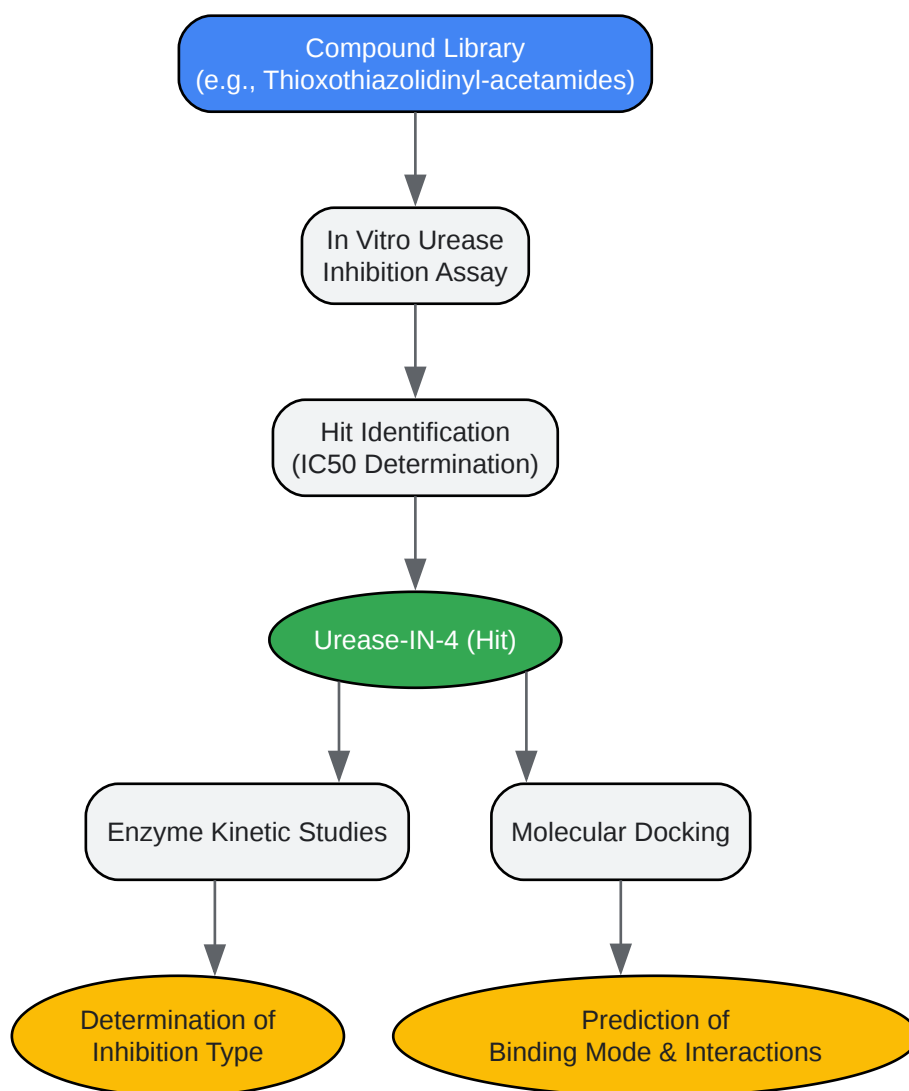 Compound Library
(e.g., Thioxothiazolidinyl-acetamides)
In Vitro Urease
Inhibition Assay
Hit Identification
(IC50 Determination)
Urease-IN-4 (Hit)
Enzyme Kinetic Studies
Molecular Docking
Determination of
Inhibition Type
Prediction of
Binding Mode & Interactions